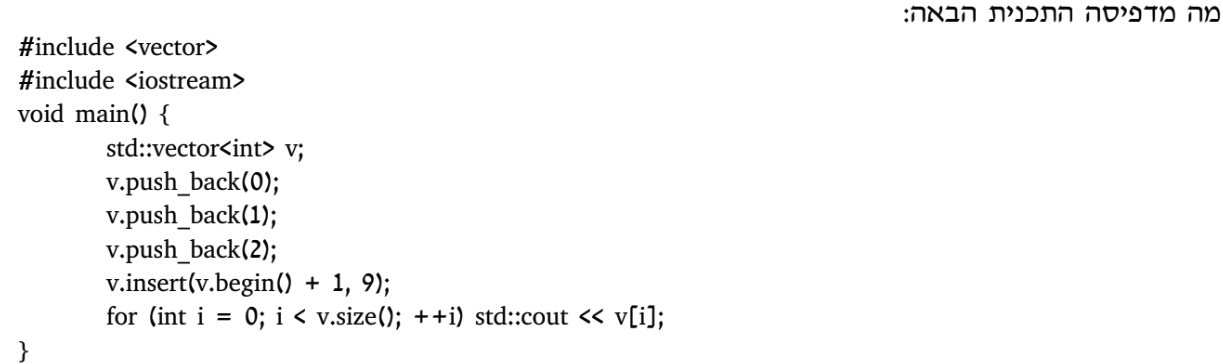 מה מדפיסה התכנית הבאה:
#include <vector>
#include <iostream>
void main() {
std::vector<int> v;
v.push_back(0);
v.push_back(1);
v.push_back(2);
v.insert(v.begin() + 1, 9);
for (int i = 0; i < v.size(); ++i) std::cout << v[i];
}